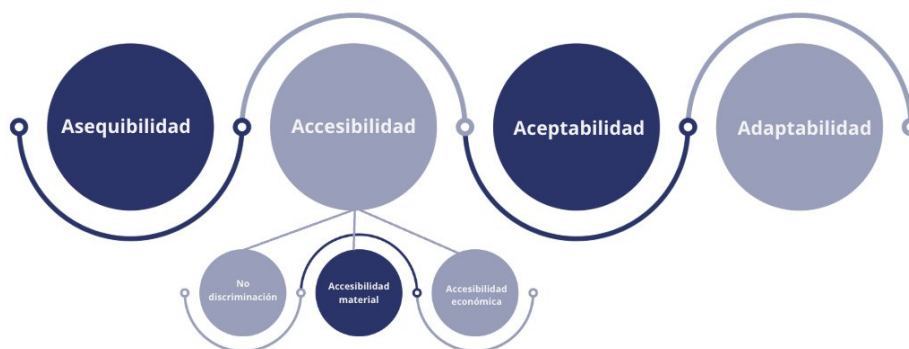 Asequibilidad
Accesibilidad
Aceptabilidad
Adaptabilidad
No
discriminación
Accesibilidad
material
Accesibilidad
económica